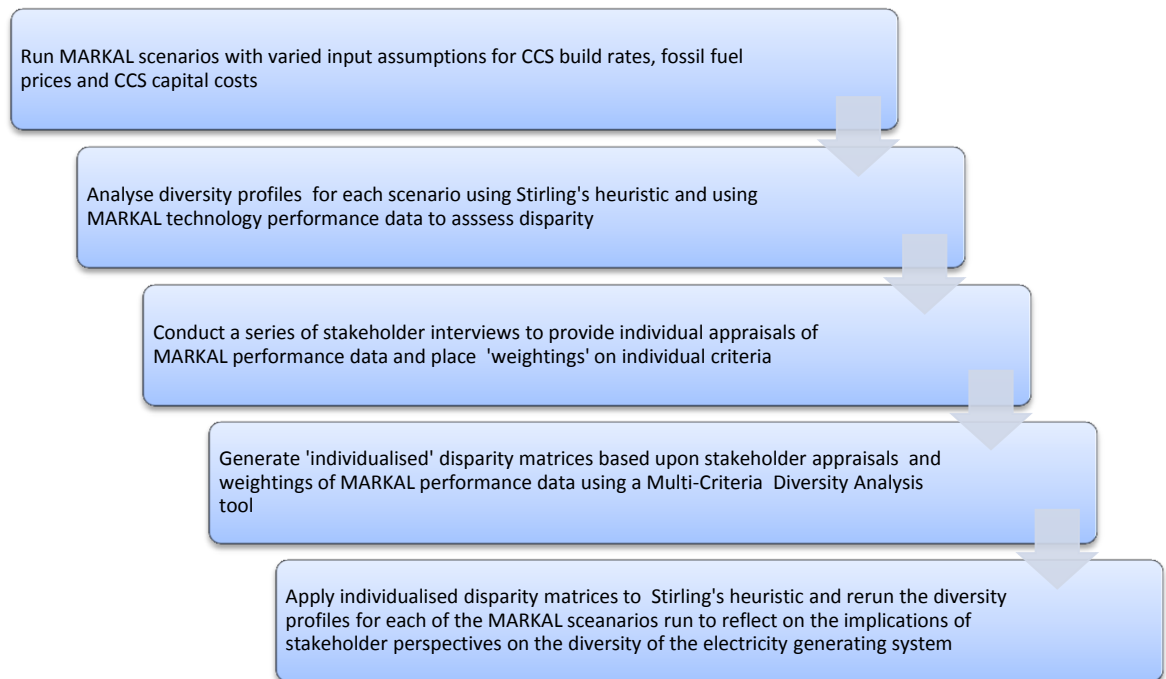 Run MARKAL scenarios with varied input assumptions for CCS build rates, fossil fuel
prices and CCS capital costs
Analyse diversity profiles for each scenario using Stirling's heuristic and using
MARKAL technology performance data to asssess disparity
Conduct a series of stakeholder interviews to provide individual appraisals of
MARKAL performance data and place 'weightings' on individual criteria
Generate 'individualised' disparity matrices based upon stakeholder appraisals and
weightings of MARKAL performance data using a Multi-Criteria Diversity Analysis
tool
Apply individualised disparity matrices to Stirling's heuristic and rerun the diversity
profiles for each of the MARKAL sceanarios run to reflect on the implications of
stakeholder perspectives on the diversity of the electricity generating system